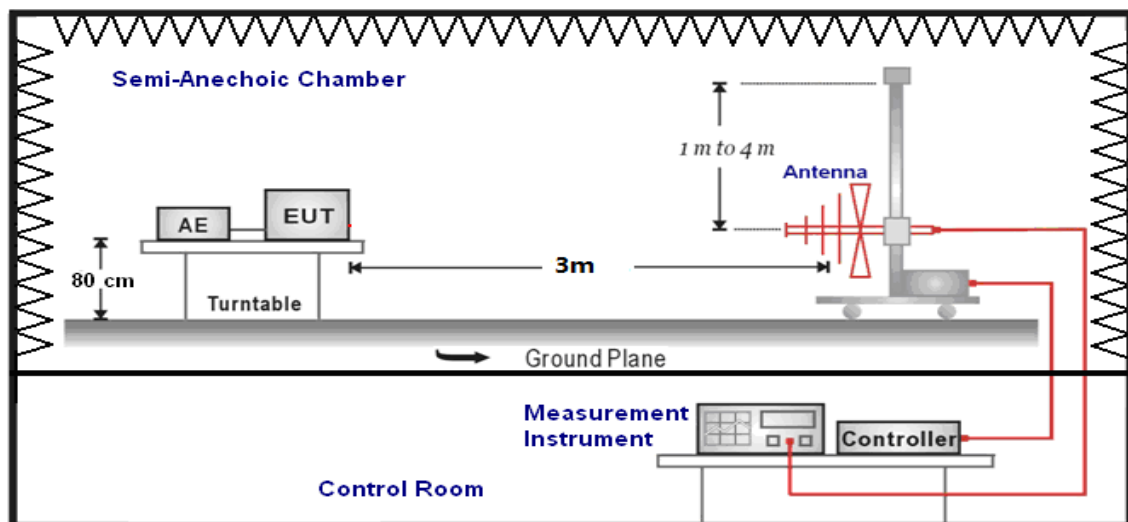 Semi-Anechoic Chamber
1 m to 4 m
Antenna
AE
EUT
3m
80 cm
Turntable
Ground Plane
Measurement
Instrument
Controller
Control Room